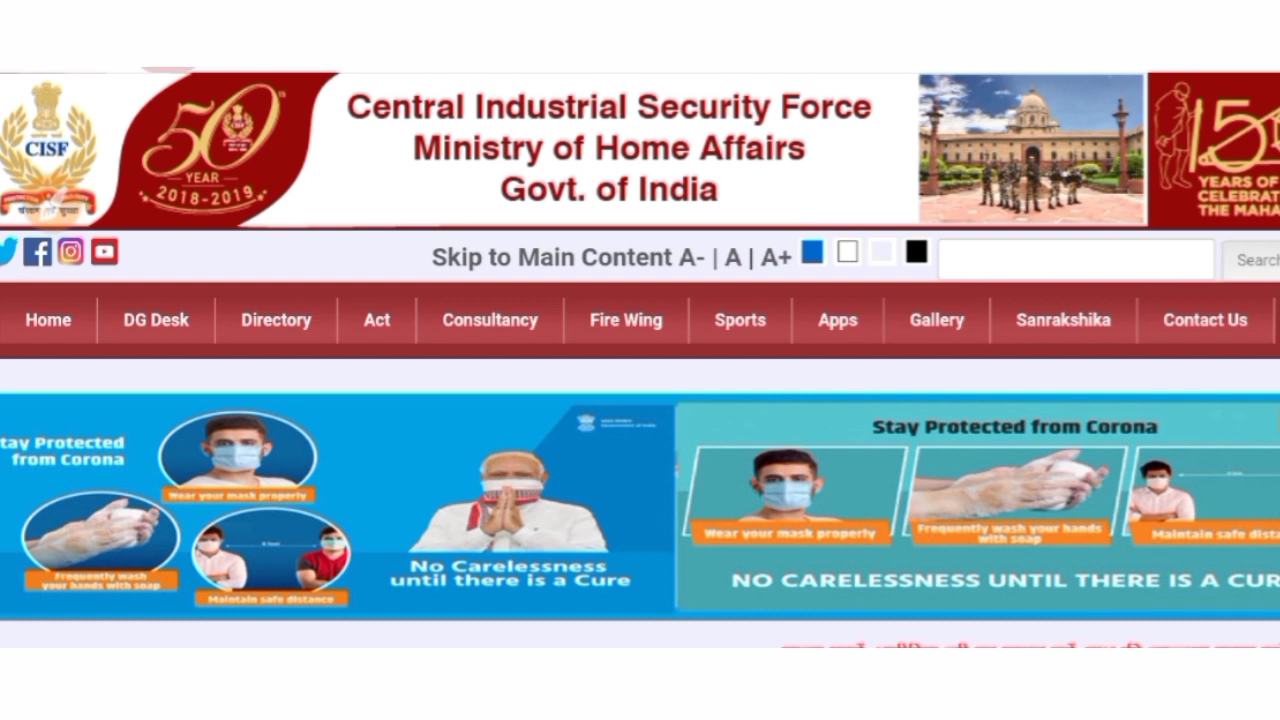 CISF
50
th
YEAR
2018-2019
Central Industrial Security Force
Ministry of Home Affairs
Govt. of India
150
YEARS OF
CELEBRAT
THE MAHA
Skip to Main Content A- | A | A+
Search
Home
DG Desk
Directory
Act
Consultancy
Fire Wing
Sports
Apps
Gallery
Sanrakshika
Contact Us
tay Protected
from Corona
Wear your mask properly
Frequently wash
your hands with soap
Maintain safe distance
No Carelessness
until there is a Cure
Stay Protected from Corona
Wear your mask properly
Frequently wash your hands
with soap
Maintain safe dista
NO CARELESSNESS UNTIL THERE IS A CUR